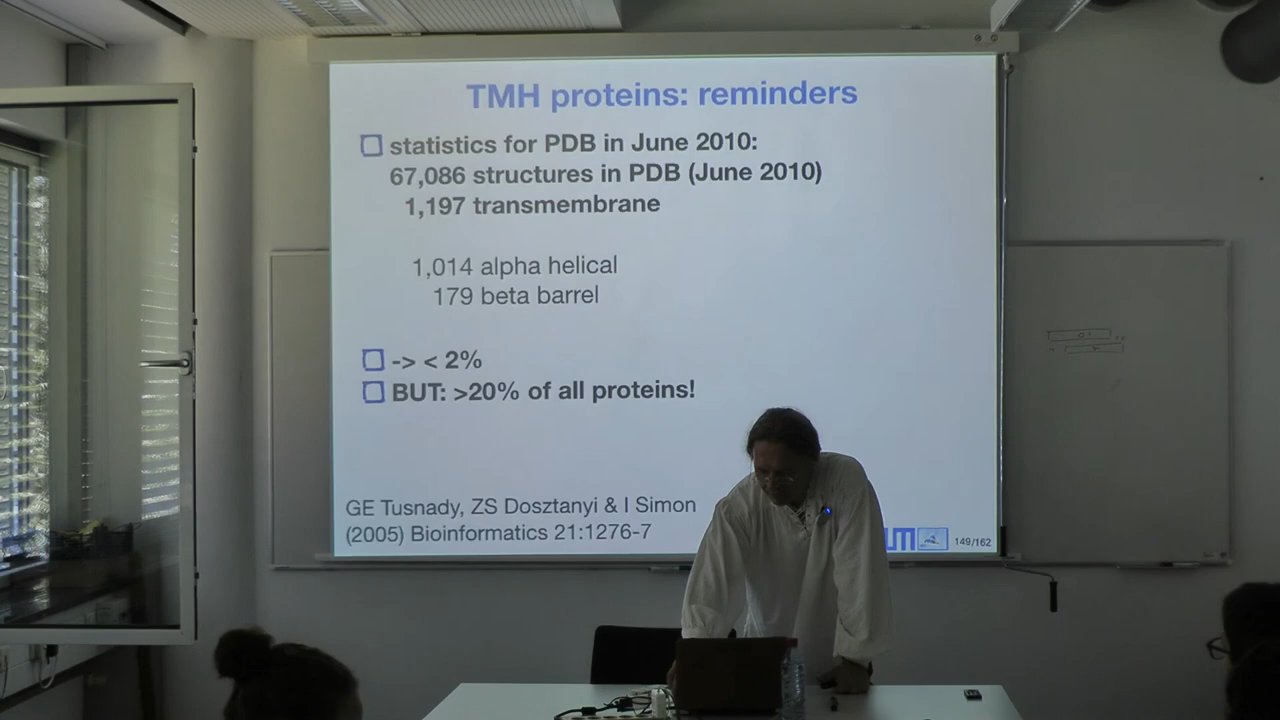 TMH proteins: reminders
statistics for PDB in June 2010:
67,086 structures in PDB (June 2010)
1,197 transmembrane
1,014 alpha helical
179 beta barrel
-> < 2%
BUT: >20% of all proteins!
GE Tusnady, ZS Dosztanyi & I Simon
(2005) Bioinformatics 21:1276-7
149/162